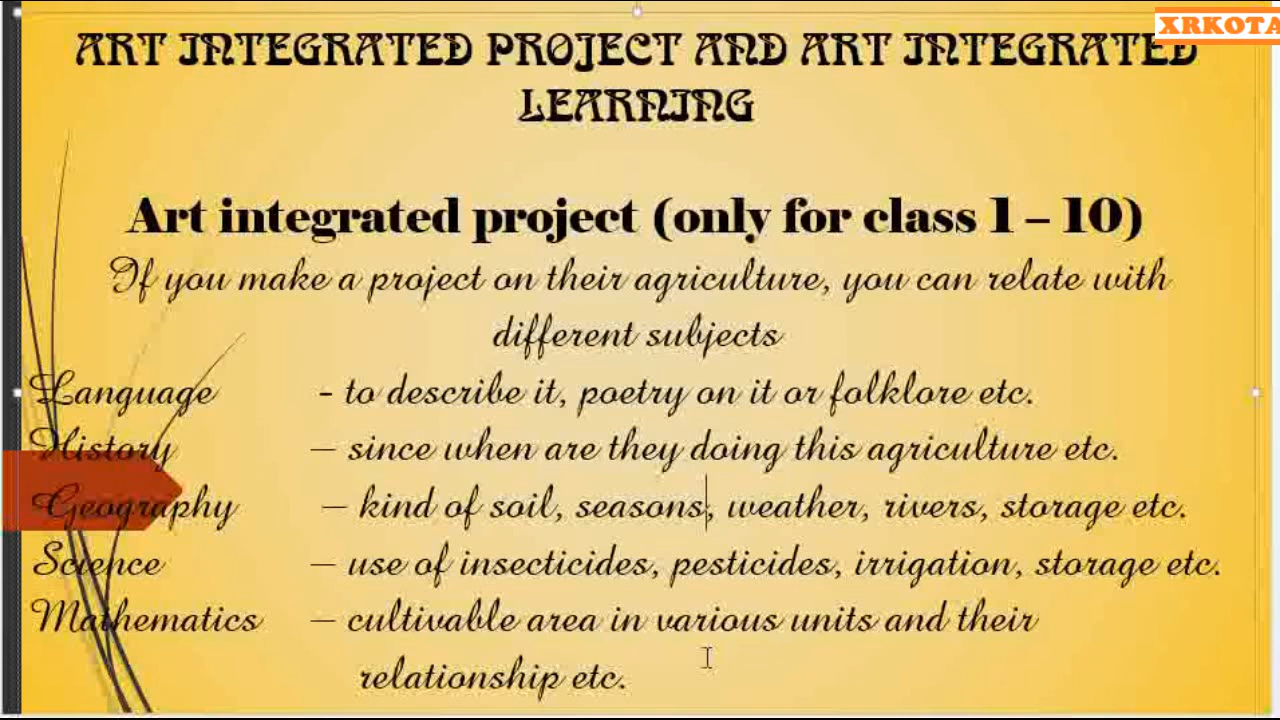 XRKOTA
ART INTEGRATED PROJECT AND ART INTEGRATED
LEARNING
Art integrated project (only for class 1 – 10)
If you make a project on their agriculture, you can relate with
different subjects
Language - to describe it, poetry on it or folklore etc.
History – since when are they doing this agriculture etc.
Geography – kind of soil, seasons, weather, rivers, storage etc.
Science – use of insecticides, pesticides, irrigation, storage etc.
Mathematics – cultivable area in various units and their
relationship etc.